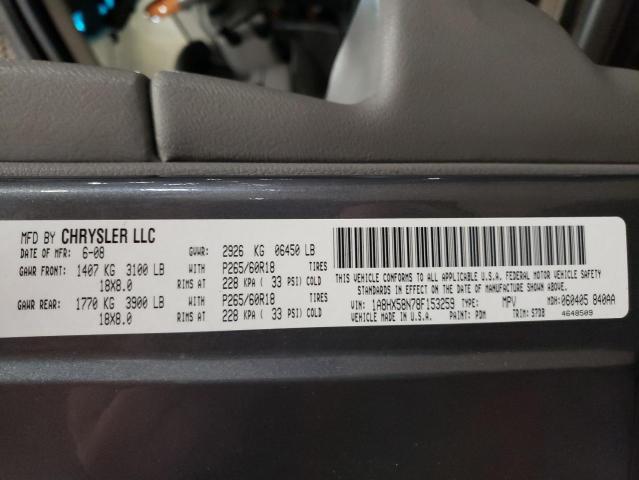 MFD BY CHRYSLER LLC
DATE OF MFR: 6-08 GVWR: 2926 KG 06450 LB
GAWR FRONT: 1407 KG 3100 LB WITH P265/60R18 TIRES
18X8.0 RIMS AT 228 KPA ( 33 PSI) COLD
GAWR REAR: 1770 KG 3900 LB WITH P265/60R18 TIRES
18X8.0 RIMS AT 228 KPA ( 33 PSI) COLD
THIS VEHICLE CONFORMS TO ALL APPLICABLE U.S.A. FEDERAL MOTOR VEHICLE SAFETY
STANDARDS IN EFFECT ON THE DATE OF MANUFACTURE SHOWN ABOVE.
VIN: 1A8HX58N78F153259 TYPE: MPV MDH: 060405 840AA
VEHICLE MADE IN U.S.A. PAINT: PDM TRIM: S7DB 4648509